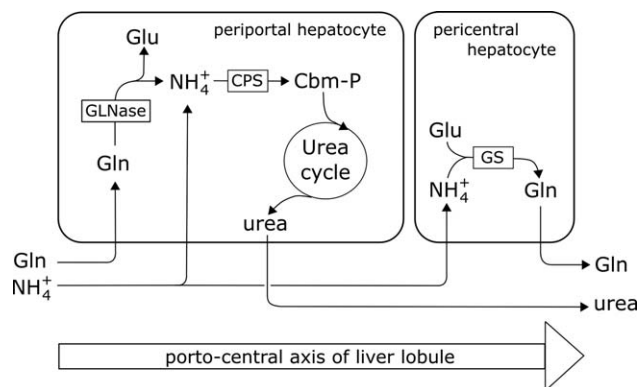 periportal hepatocyte
pericentral
hepatocyte
Glu
NH₄⁺
CPS
Cbm-P
GLNase
Gln
Urea
cycle
urea
Glu
GS
NH₄⁺
Gln
Gln
NH₄⁺
Gln
urea
porto-central axis of liver lobule